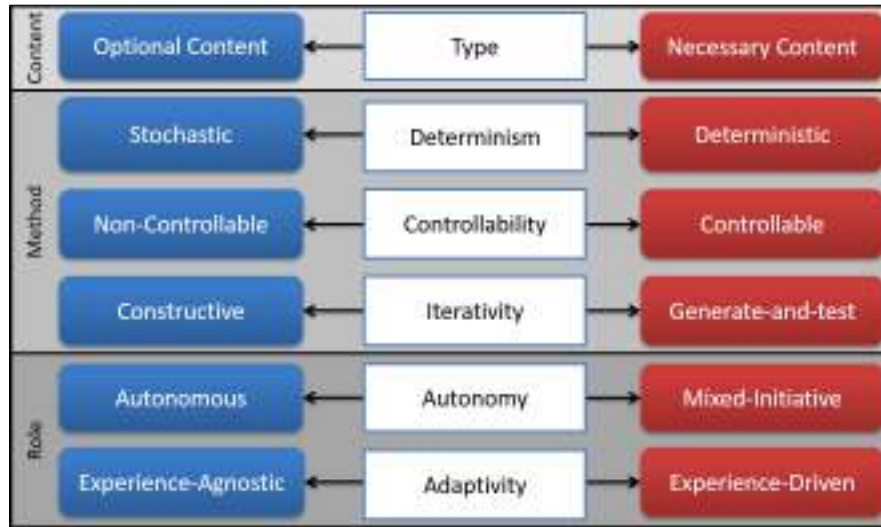 Content
Optional Content
Type
Necessary Content
Method
Stochastic
Determinism
Deterministic
Non-Controllable
Controllability
Controllable
Constructive
Iterativity
Generate-and-test
Role
Autonomous
Autonomy
Mixed-Initiative
Experience-Agnostic
Adaptivity
Experience-Driven